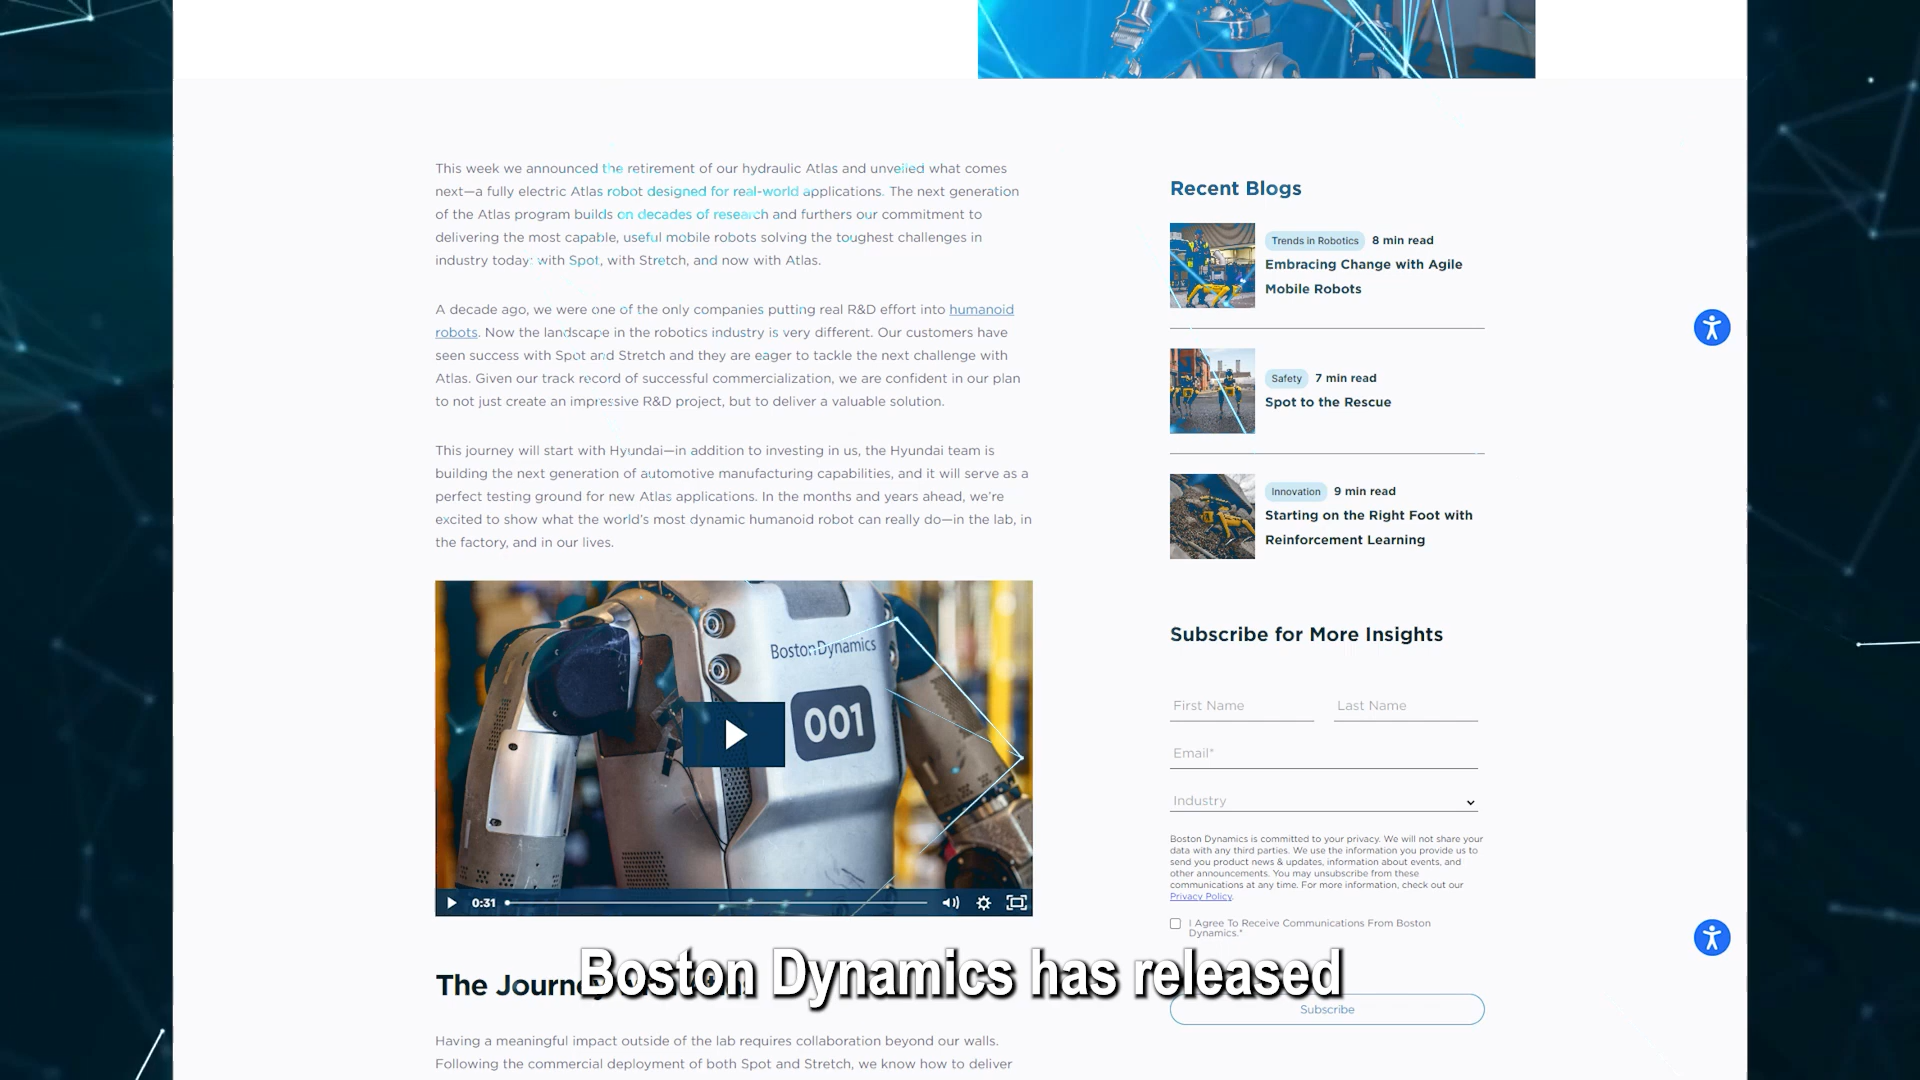 This week we announced the retirement of our hydraulic Atlas and unveiled what comes
next—a fully electric Atlas robot designed for real-world applications. The next generation
of the Atlas program builds on decades of research and furthers our commitment to
delivering the most capable, useful mobile robots solving the toughest challenges in
industry today: with Spot, with Stretch, and now with Atlas.
A decade ago, we were one of the only companies putting real R&D effort into humanoid
robots. Now the landscape in the robotics industry is very different. Our customers have
seen success with Spot and Stretch and they are eager to tackle the next challenge with
Atlas. Given our track record of successful commercialization, we are confident in our plan
to not just create an impressive R&D project, but to deliver a valuable solution.
This journey will start with Hyundai—in addition to investing in us, the Hyundai team is
building the next generation of automotive manufacturing capabilities, and it will serve as a
perfect testing ground for new Atlas applications. In the months and years ahead, we're
excited to show what the world's most dynamic humanoid robot can really do—in the lab, in
the factory, and in our lives.
BostonDynamics
001
0:31
The Journey
Having a meaningful impact outside of the lab requires collaboration beyond our walls.
Following the commercial deployment of both Spot and Stretch, we know how to deliver
Recent Blogs
Trends in Robotics 8 min read
Embracing Change with Agile
Mobile Robots
Safety 7 min read
Spot to the Rescue
Innovation 9 min read
Starting on the Right Foot with
Reinforcement Learning
Subscribe for More Insights
First Name Last Name
Email*
Industry
Boston Dynamics is committed to your privacy. We will not share your
data with any third parties. We use the information you provide us to
send you product news & updates, information about events, and
other announcements. You may unsubscribe from these
communications at any time. For more information, check out our
Privacy Policy.
I Agree To Receive Communications From Boston
Dynamics.*
Subscribe
Boston Dynamics has released